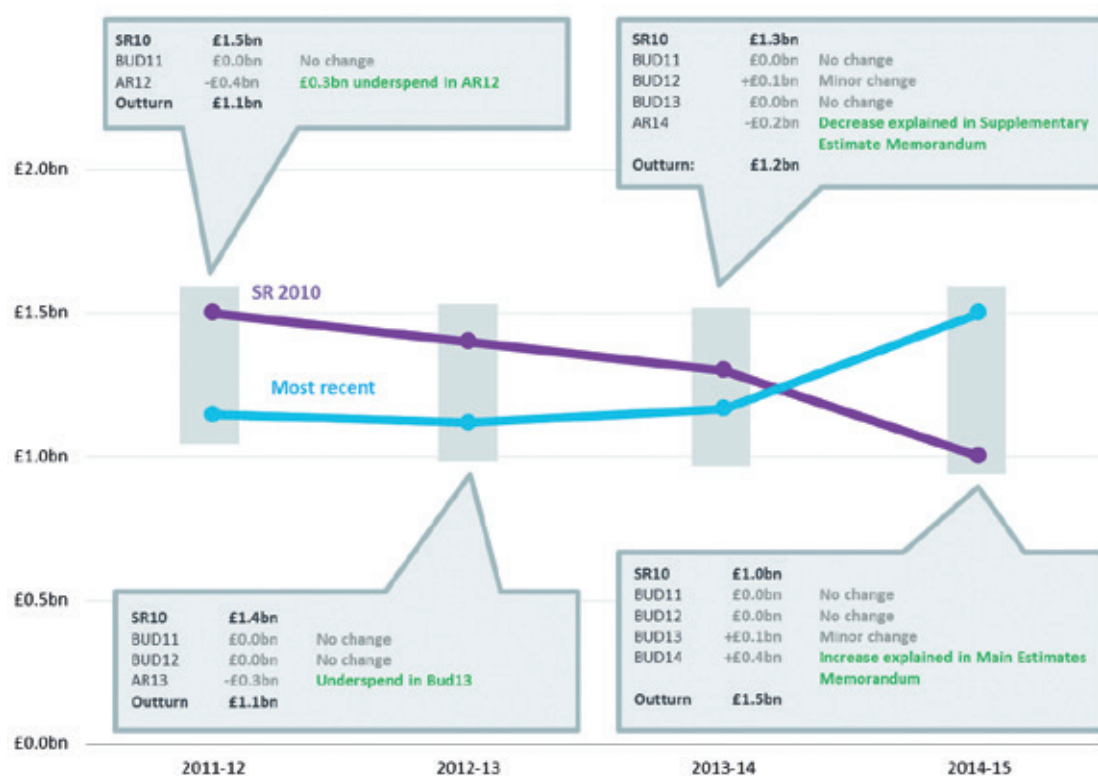 SR10 £1.5bn
BUD11 £0.0bn No change
AR12 -£0.4bn £0.3bn underspend in AR12
Outturn £1.1bn
SR10 £1.3bn
BUD11 £0.0bn No change
BUD12 +£0.1bn Minor change
BUD13 £0.0bn No change
AR14 -£0.2bn Decrease explained in Supplementary
Estimate Memorandum
Outturn: £1.2bn
£2.0bn
SR 2010
£1.5bn
Most recent
£1.0bn
£0.5bn
SR10 £1.4bn
BUD11 £0.0bn No change
BUD12 £0.0bn No change
AR13 -£0.3bn Underspend in Bud13
Outturn £1.1bn
SR10 £1.0bn
BUD11 £0.0bn No change
BUD12 £0.0bn No change
BUD13 +£0.1bn Minor change
BUD14 +£0.4bn Increase explained in Main Estimates
Memorandum
Outturn £1.5bn
£0.0bn
2011-12 2012-13 2013-14 2014-15